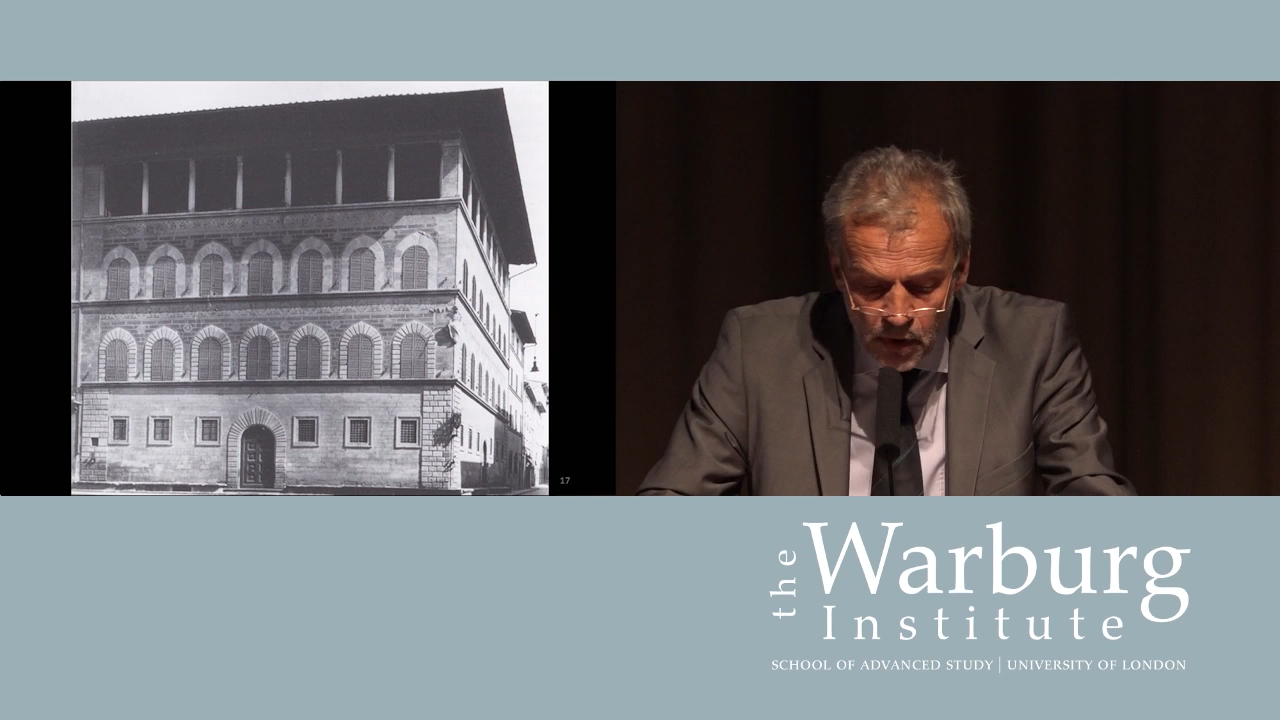 17
the Warburg
Institute
SCHOOL OF ADVANCED STUDY | UNIVERSITY OF LONDON